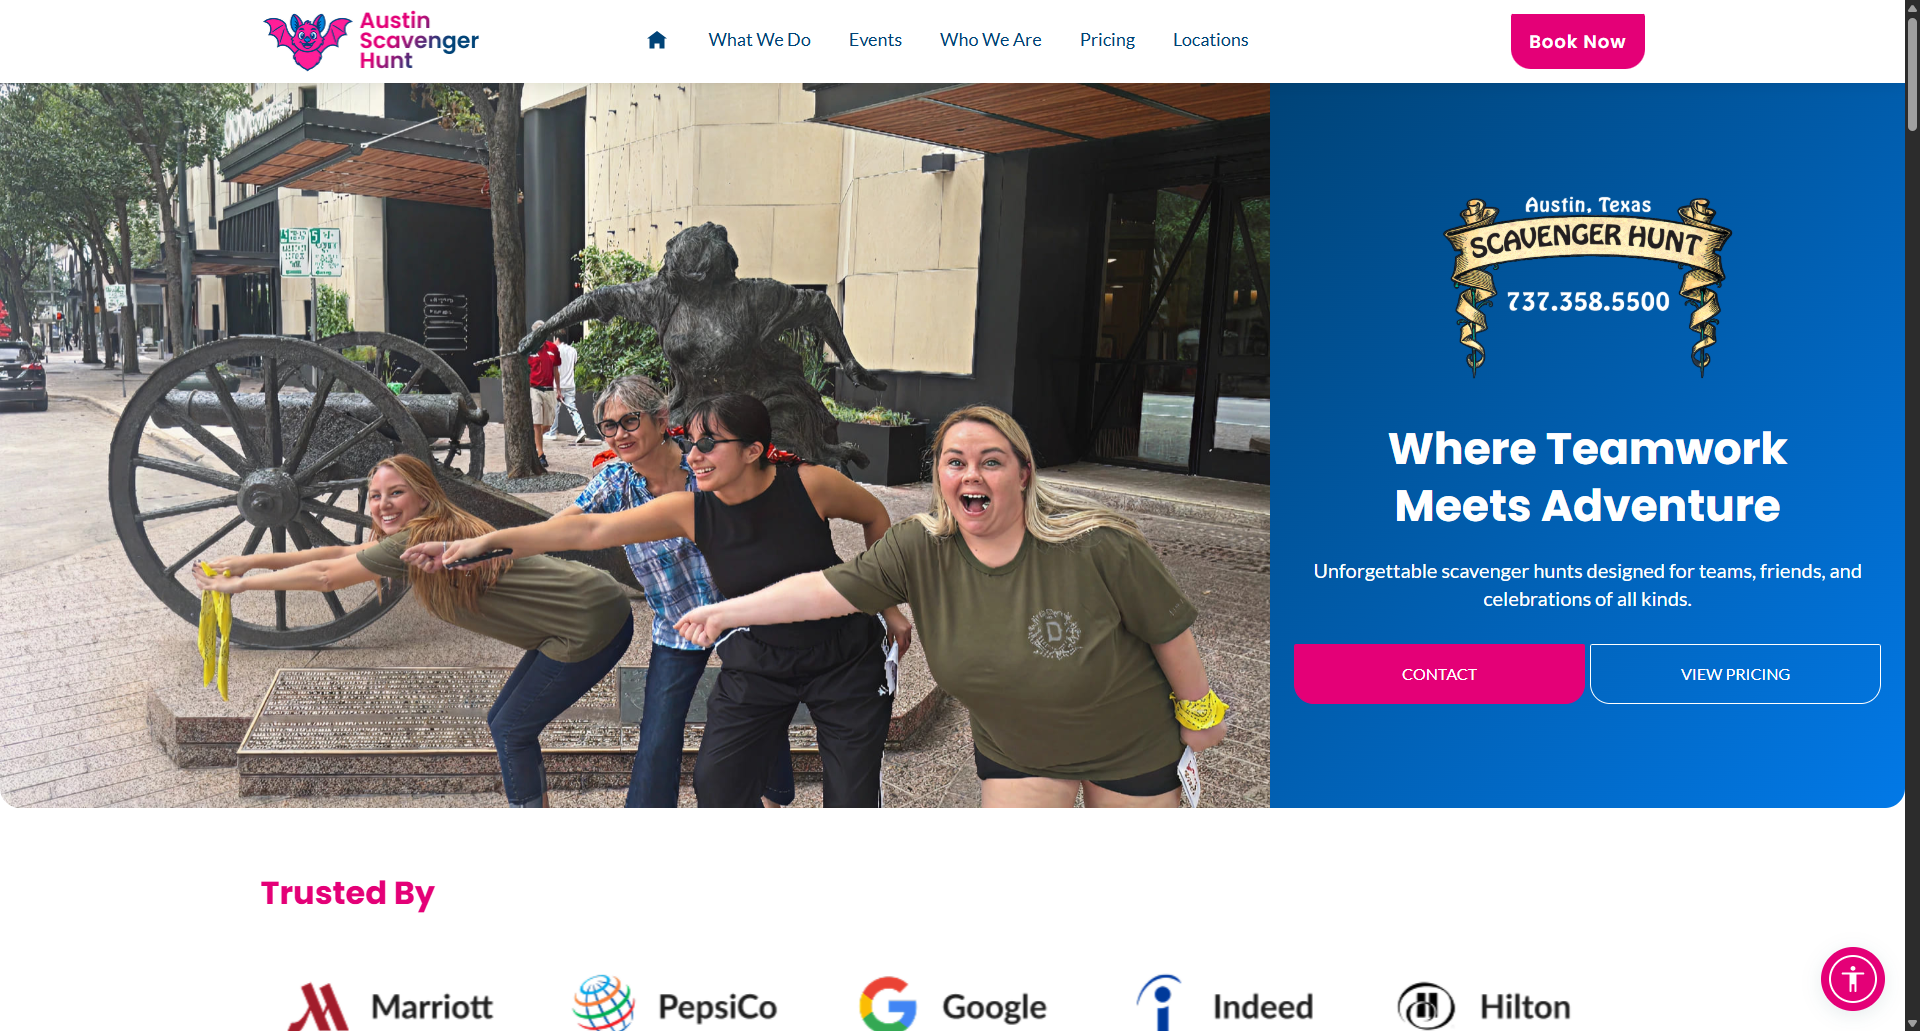 Austin
Scavenger
Hunt
What We Do
Events
Who We Are
Pricing
Locations
Book Now
Austin, Texas
SCAVENGER HUNT
737.358.5500
Where Teamwork
Meets Adventure
Unforgettable scavenger hunts designed for teams, friends, and
celebrations of all kinds.
CONTACT
VIEW PRICING
D
Trusted By
Marriott
PepsiCo
Google
Indeed
Hilton